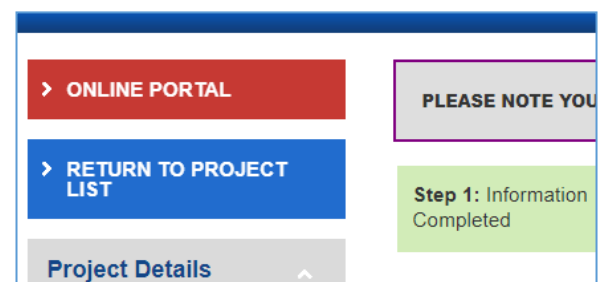 ONLINE PORTAL
PLEASE NOTE YOU
RETURN TO PROJECT
LIST
Step 1: Information
Completed
Project Details